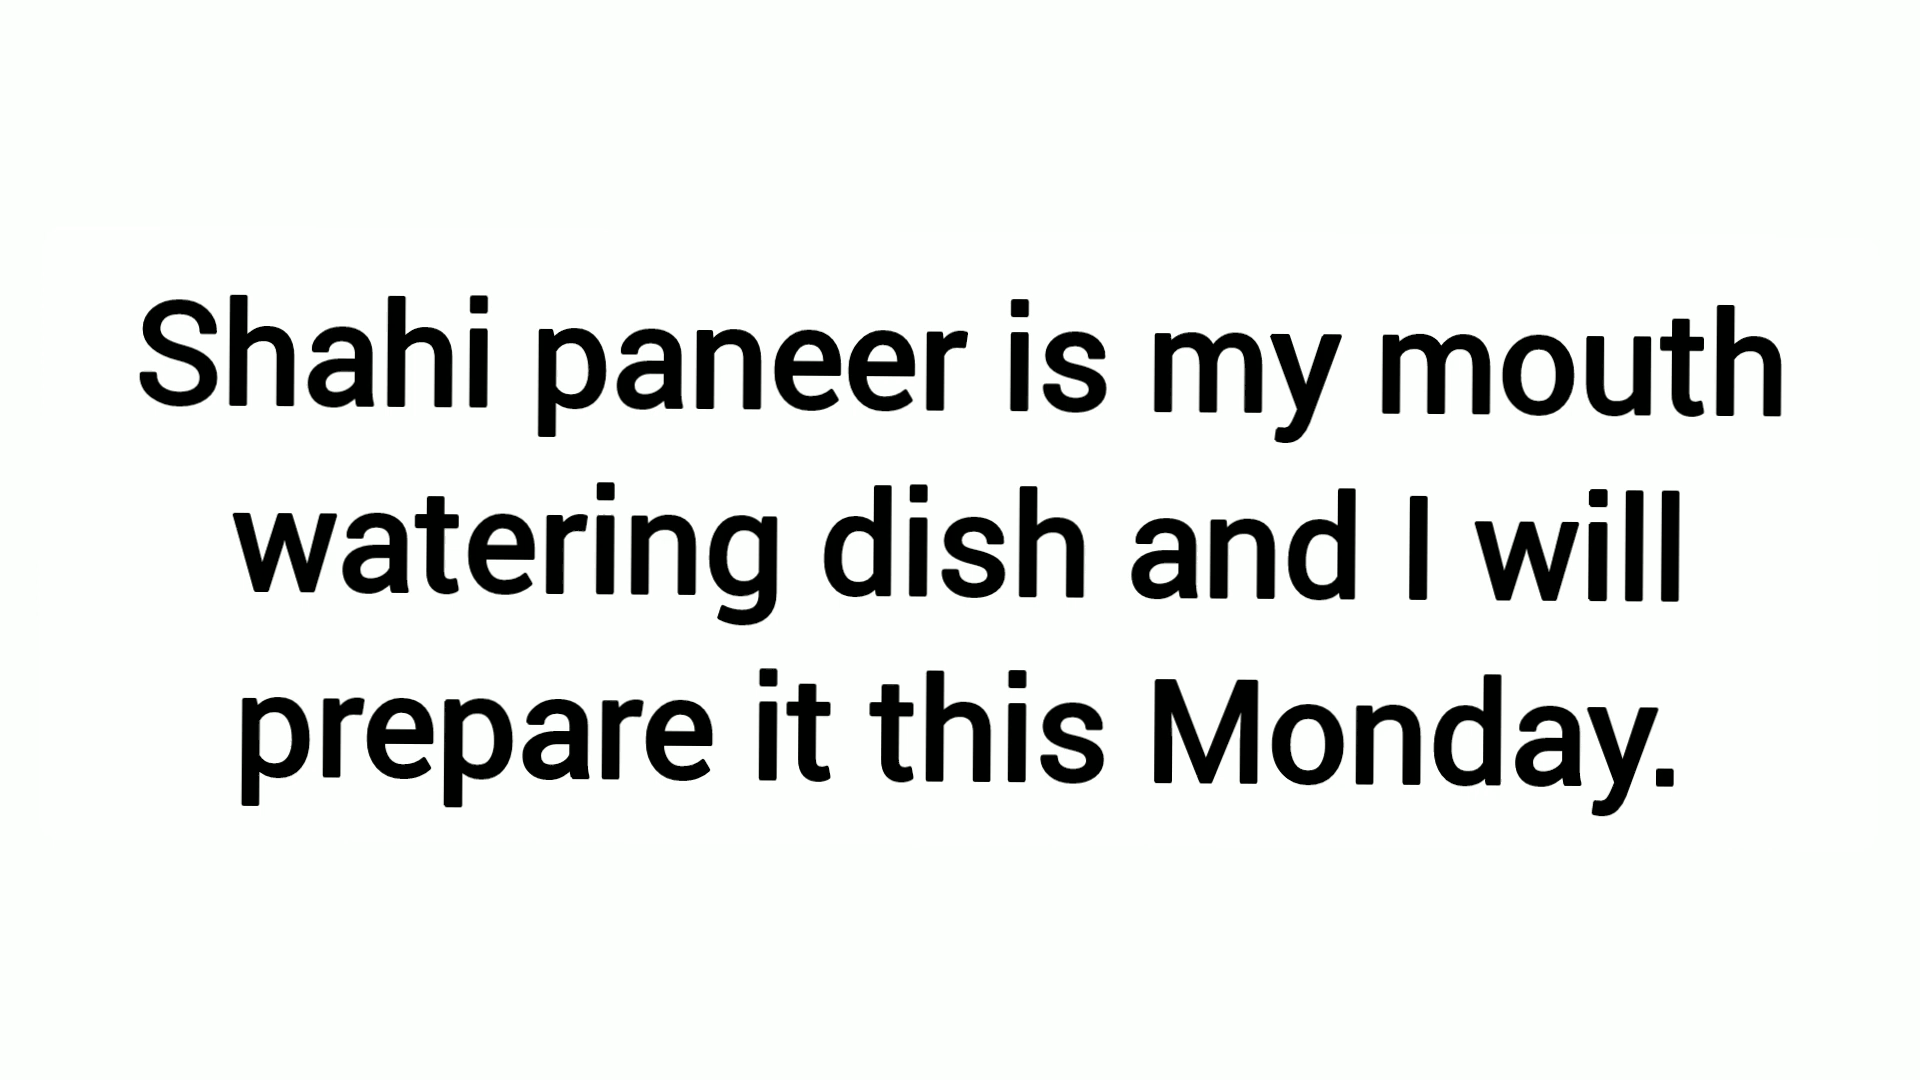 Shahi paneer is my mouth
watering dish and I will
prepare it this Monday.